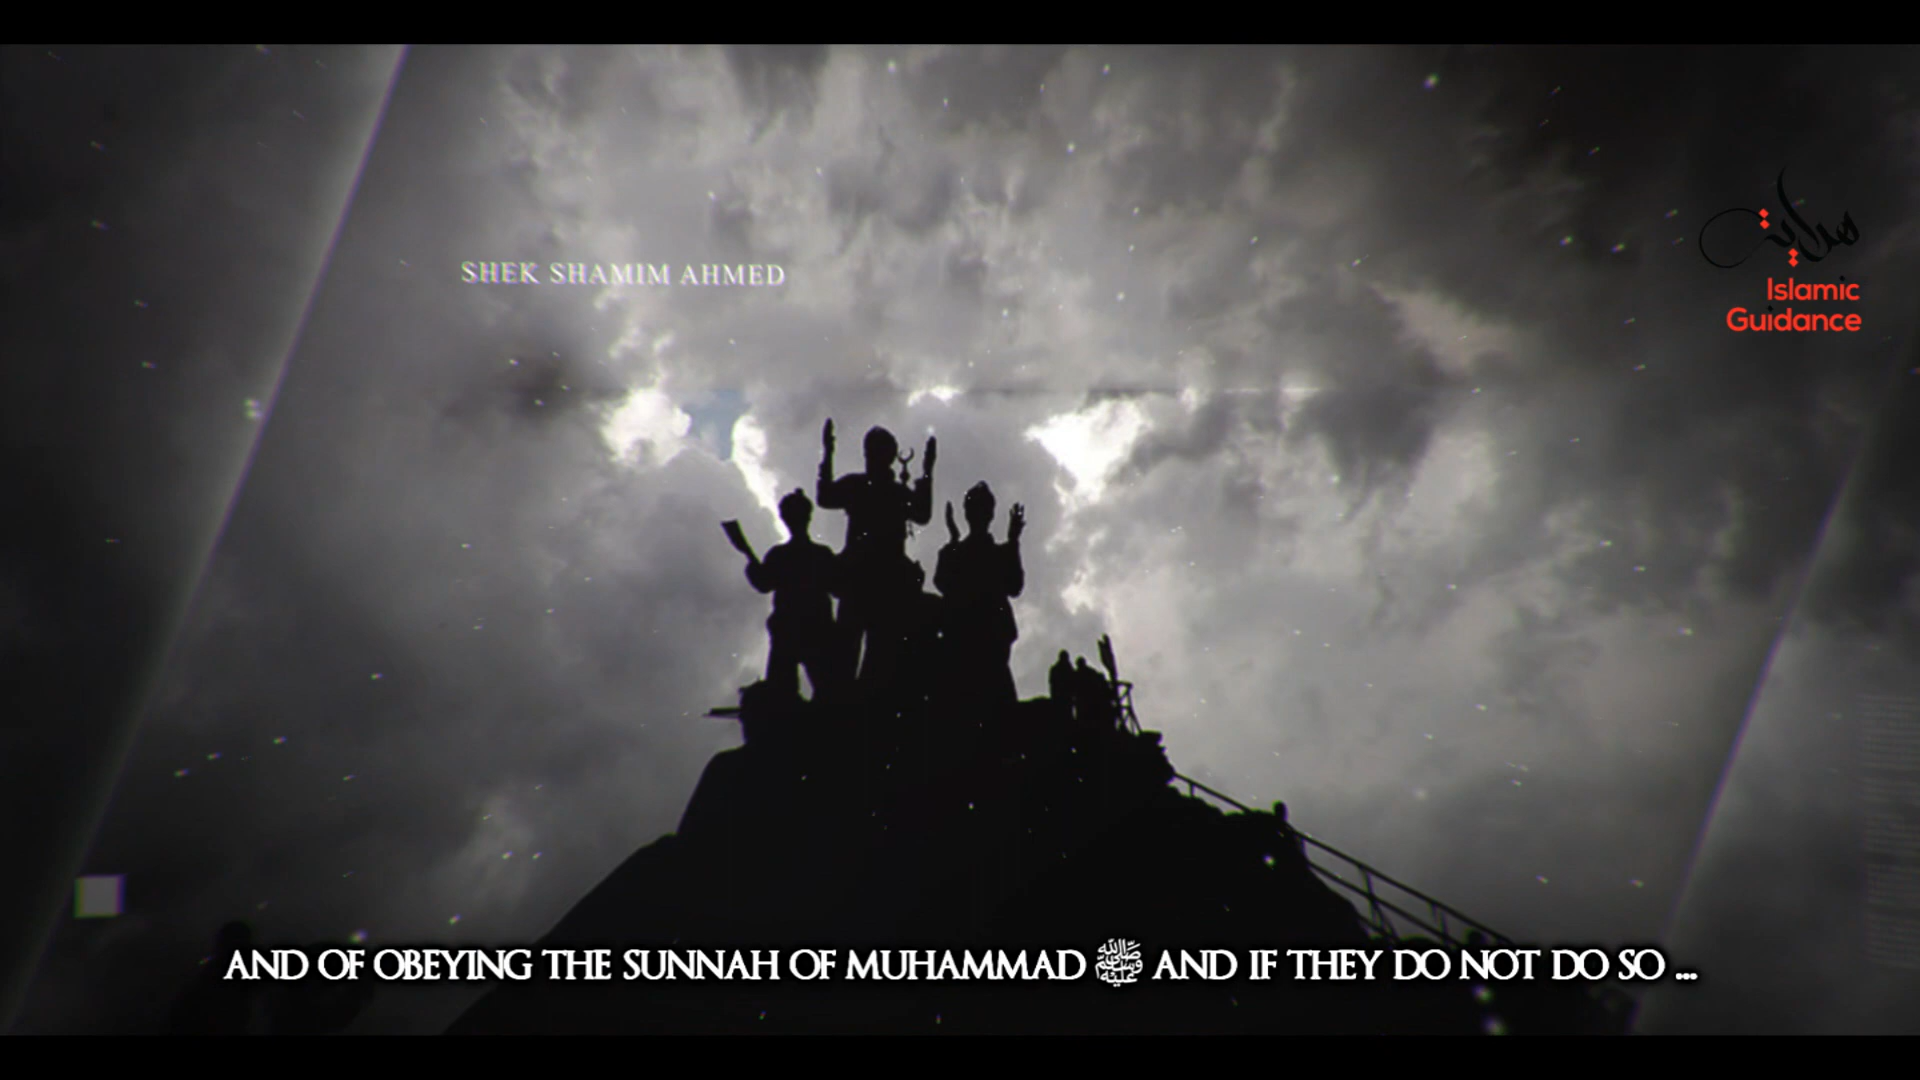 SHEK SHAMIM AHMED
هداية
Islamic
Guidance
AND OF OBEYING THE SUNNAH OF MUHAMMAD ﷺ AND IF THEY DO NOT DO SO ...